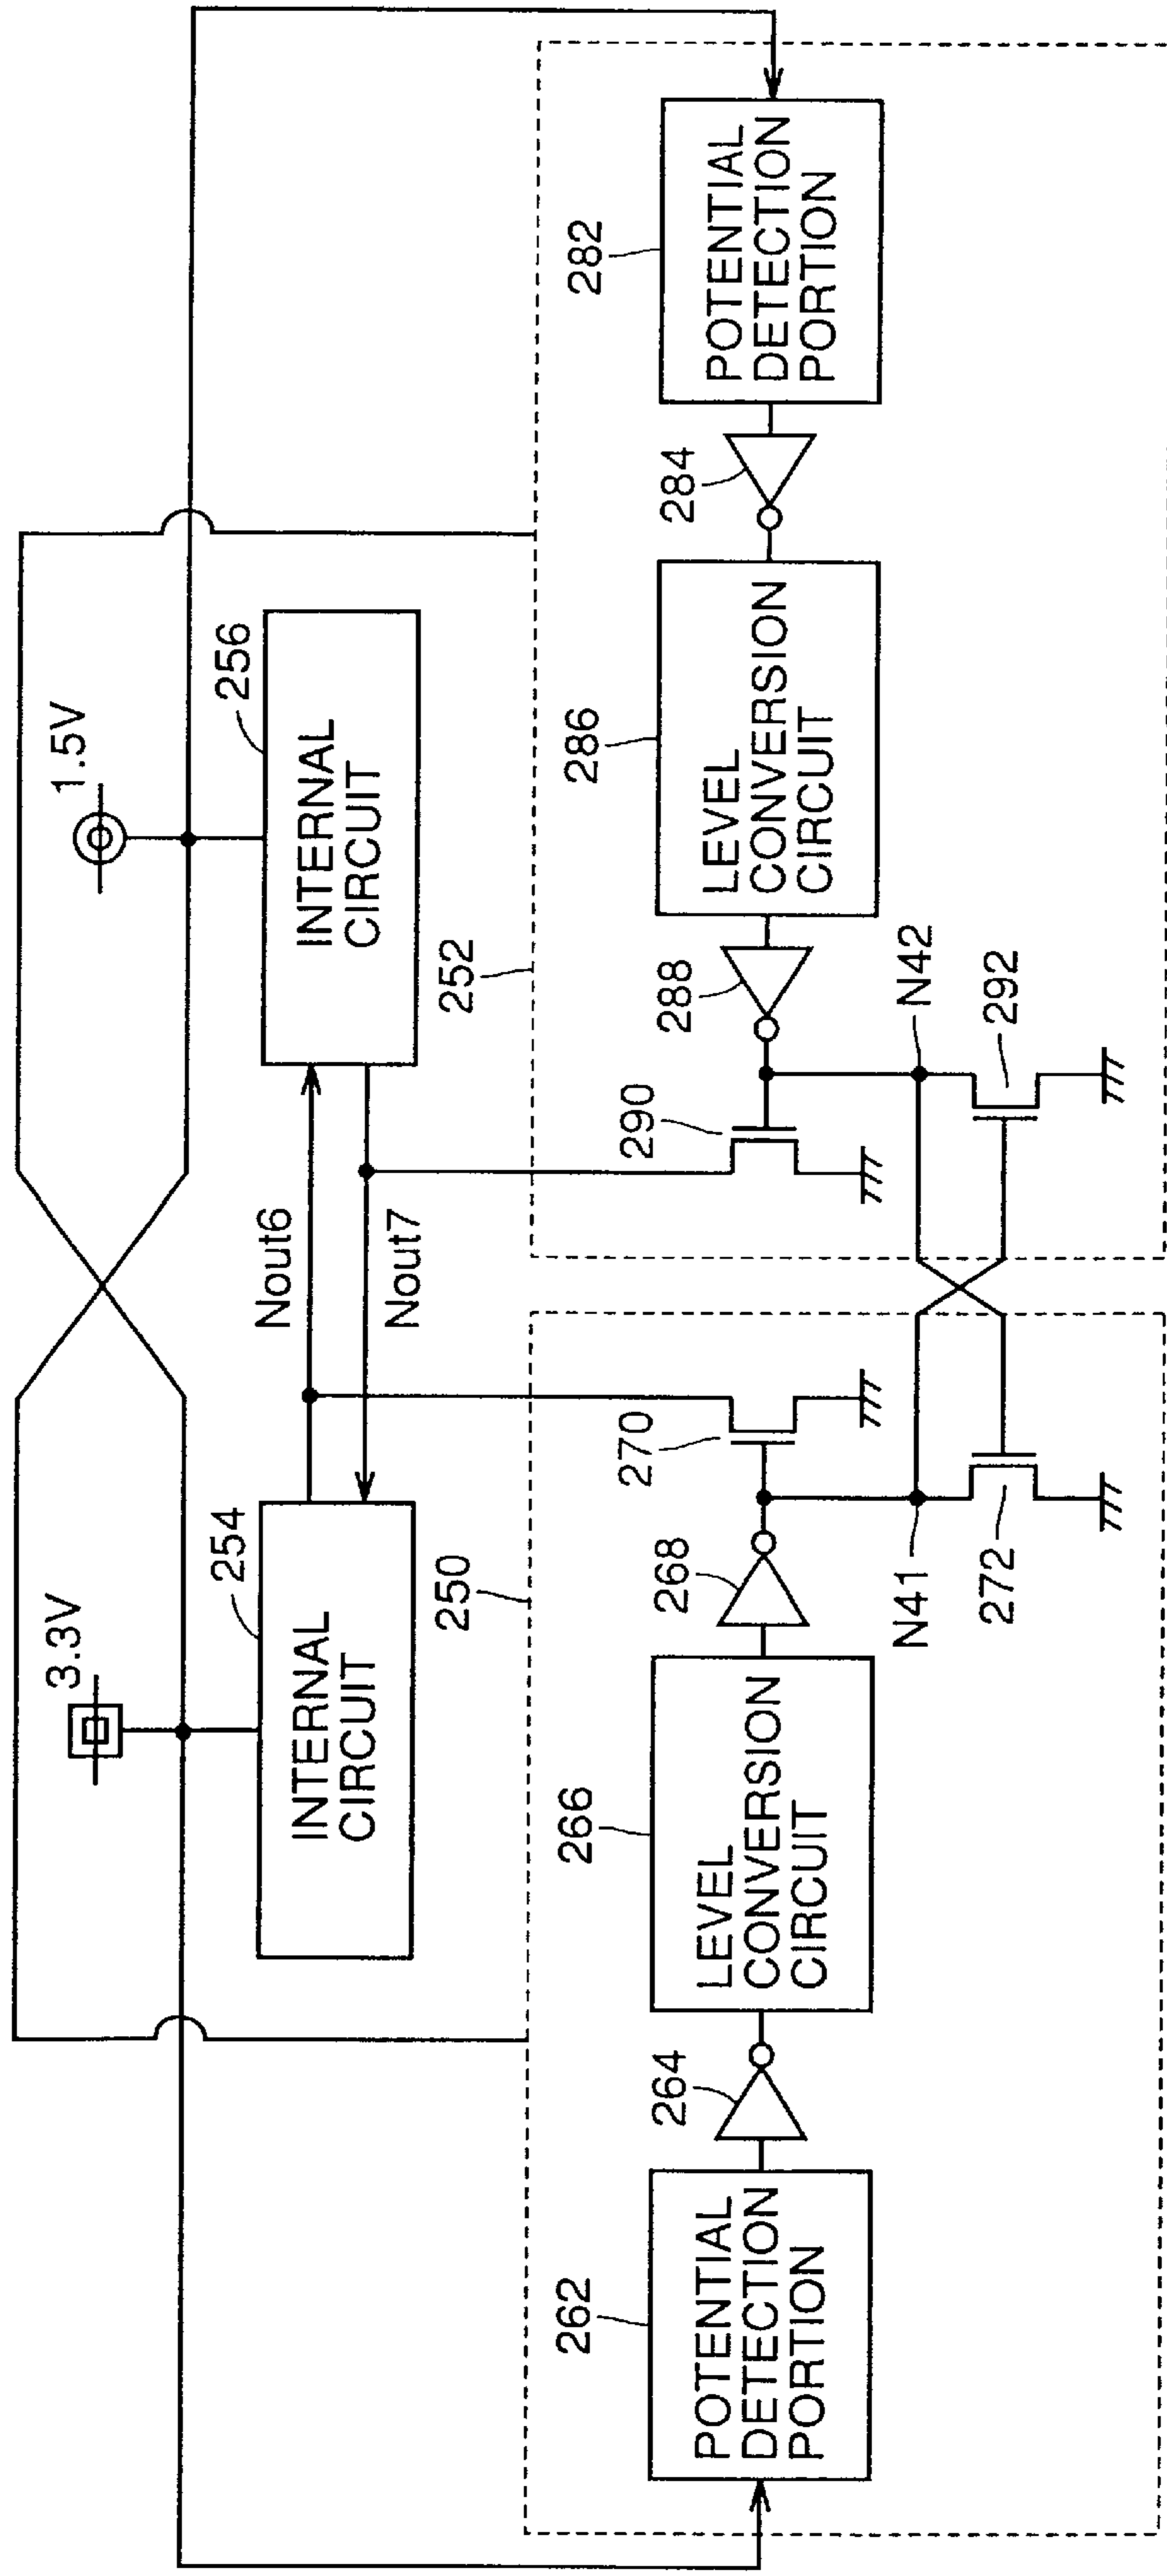 3.3V
1.5V
254
INTERNAL
CIRCUIT
256
INTERNAL
CIRCUIT
Nout6
Nout7
250
252
262
POTENTIAL
DETECTION
PORTION
264
266
LEVEL
CONVERSION
CIRCUIT
268
270
N41
272
290
288
N42
292
286
LEVEL
CONVERSION
CIRCUIT
284
282
POTENTIAL
DETECTION
PORTION